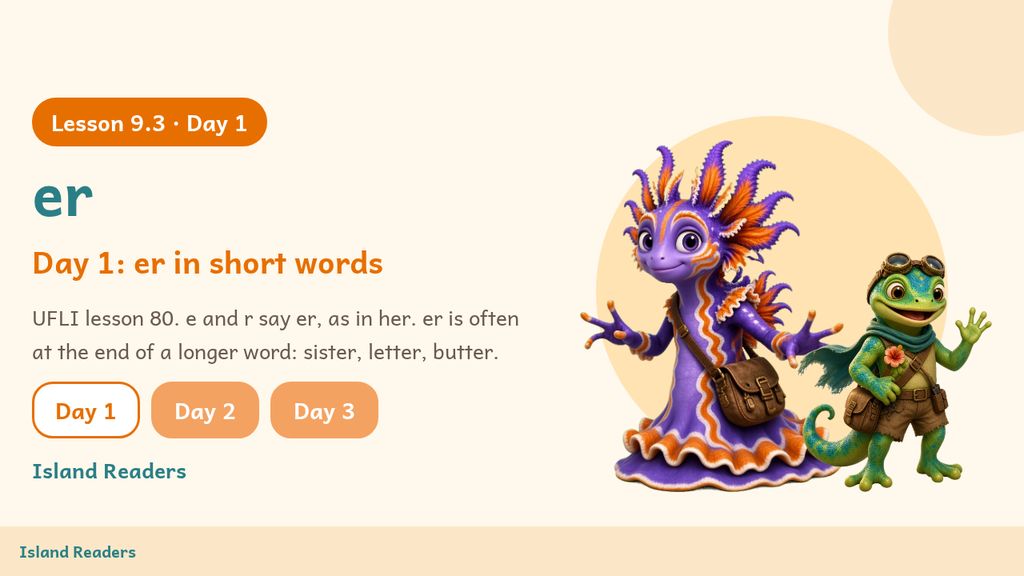 Lesson 9.3 · Day 1
er
Day 1: er in short words
UFLI lesson 80. e and r say er, as in her. er is often
at the end of a longer word: sister, letter, butter.
Day 1 Day 2 Day 3
Island Readers
Island Readers